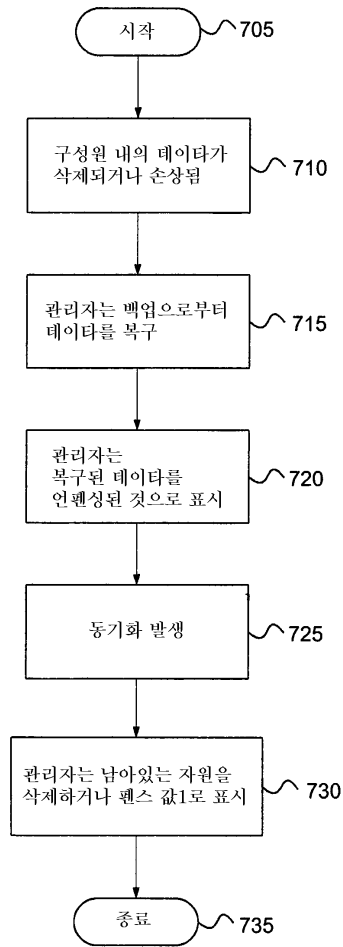 시작
705
구성원 내의 데이타가
삭제되거나 손상됨
710
관리자는 백업으로부터
데이타를 복구
715
관리자는
복구된 데이타를
언펜싱된 것으로 표시
720
동기화 발생
725
관리자는 남아있는 자원을
삭제하거나 펜스 값1로 표시
730
종료
735